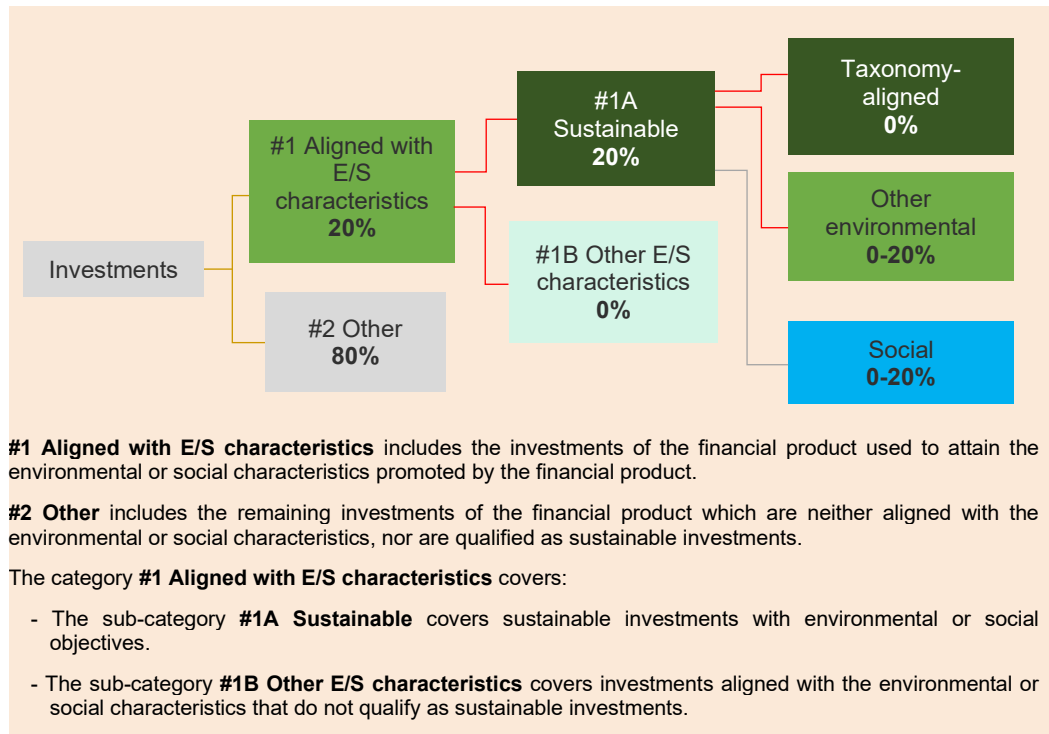 Investments
#1 Aligned with
E/S
characteristics
20%
#2 Other
80%
#1A
Sustainable
20%
#1B Other E/S
characteristics
0%
Taxonomy-
aligned
0%
Other
environmental
0-20%
Social
0-20%
#1 Aligned with E/S characteristics includes the investments of the financial product used to attain the
environmental or social characteristics promoted by the financial product.
#2 Other includes the remaining investments of the financial product which are neither aligned with the
environmental or social characteristics, nor are qualified as sustainable investments.
The category #1 Aligned with E/S characteristics covers:
- The sub-category #1A Sustainable covers sustainable investments with environmental or social
objectives.
- The sub-category #1B Other E/S characteristics covers investments aligned with the environmental or
social characteristics that do not qualify as sustainable investments.